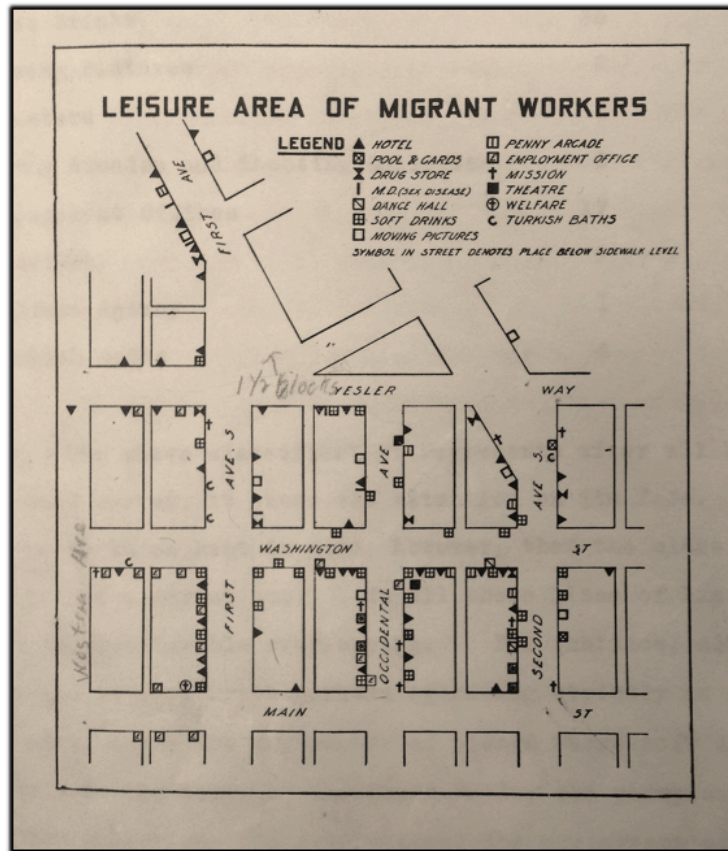 LEISURE AREA OF MIGRANT WORKERS
LEGEND
HOTEL
POOL & CARDS
DRUG STORE
M.D. (SEX DISEASE)
DANCE HALL
SOFT DRINKS
MOVING PICTURES
PENNY ARCADE
EMPLOYMENT OFFICE
MISSION
THEATRE
WELFARE
TURKISH BATHS
SYMBOL IN STREET DENOTES PLACE BELOW SIDEWALK LEVEL
FIRST AVE
1 1/2 Blocks
YESLER WAY
AVE. S.
AVE
AVE S.
WASHINGTON ST
Western Ave
FIRST
OCCIDENTAL
SECOND
MAIN ST